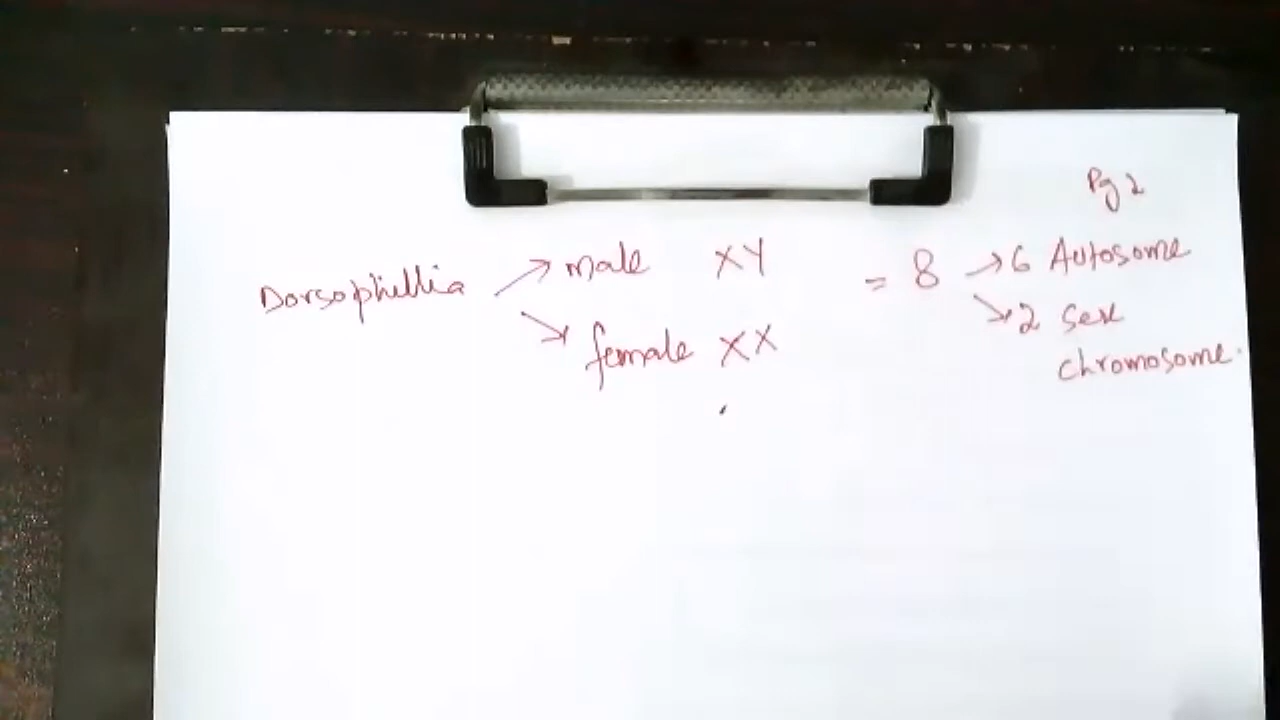 Pg 2
Dorsophillia → male XY = 8 → 6 Autosome
↘ female XX ↘ 2 sex
chromosome.